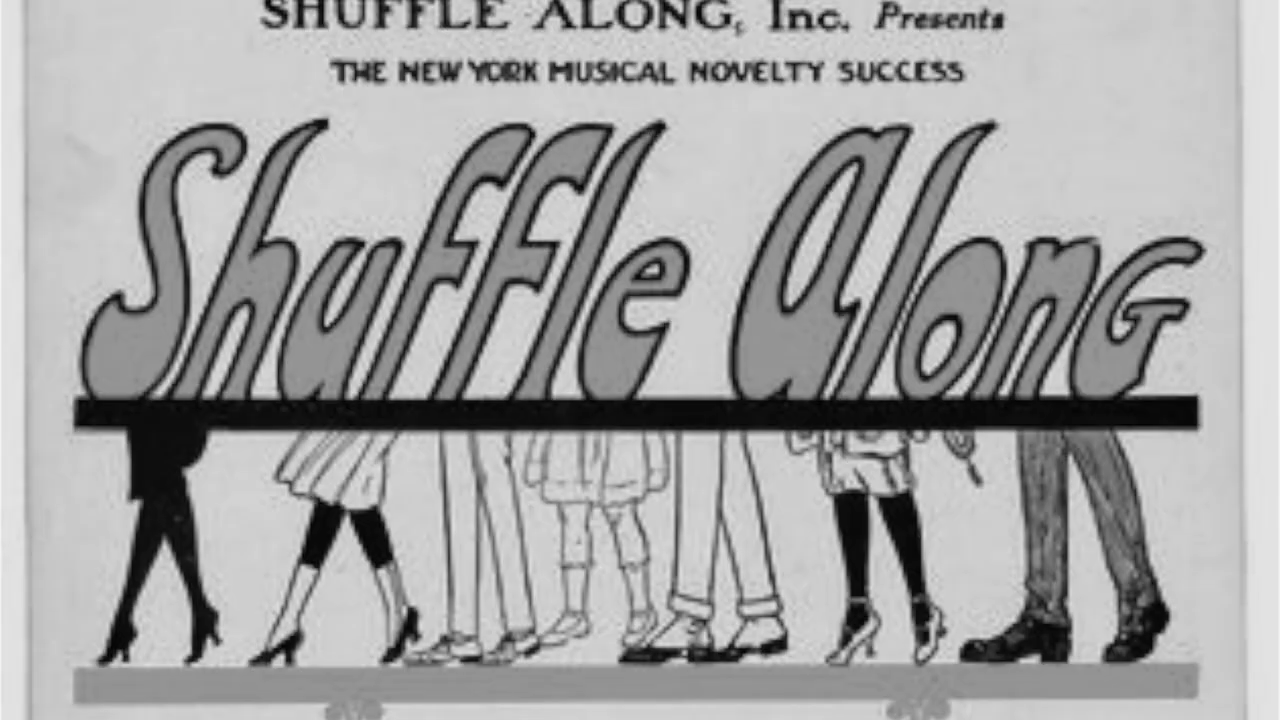 SHUFFLE ALONG, Inc. Presents
THE NEW YORK MUSICAL NOVELTY SUCCESS
Shuffle Along